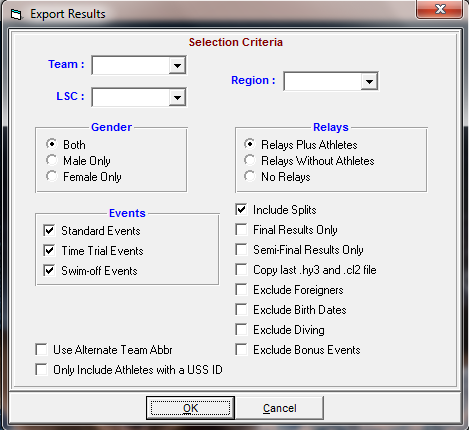 Export Results
Selection Criteria
Team :
Region :
LSC :
Gender
Both
Male Only
Female Only
Relays
Relays Plus Athletes
Relays Without Athletes
No Relays
Events
Standard Events
Time Trial Events
Swim-off Events
Include Splits
Final Results Only
Semi-Final Results Only
Copy last .hy3 and .cl2 file
Exclude Foreigners
Exclude Birth Dates
Exclude Diving
Exclude Bonus Events
Use Alternate Team Abbr
Only Include Athletes with a USS ID
OK
Cancel